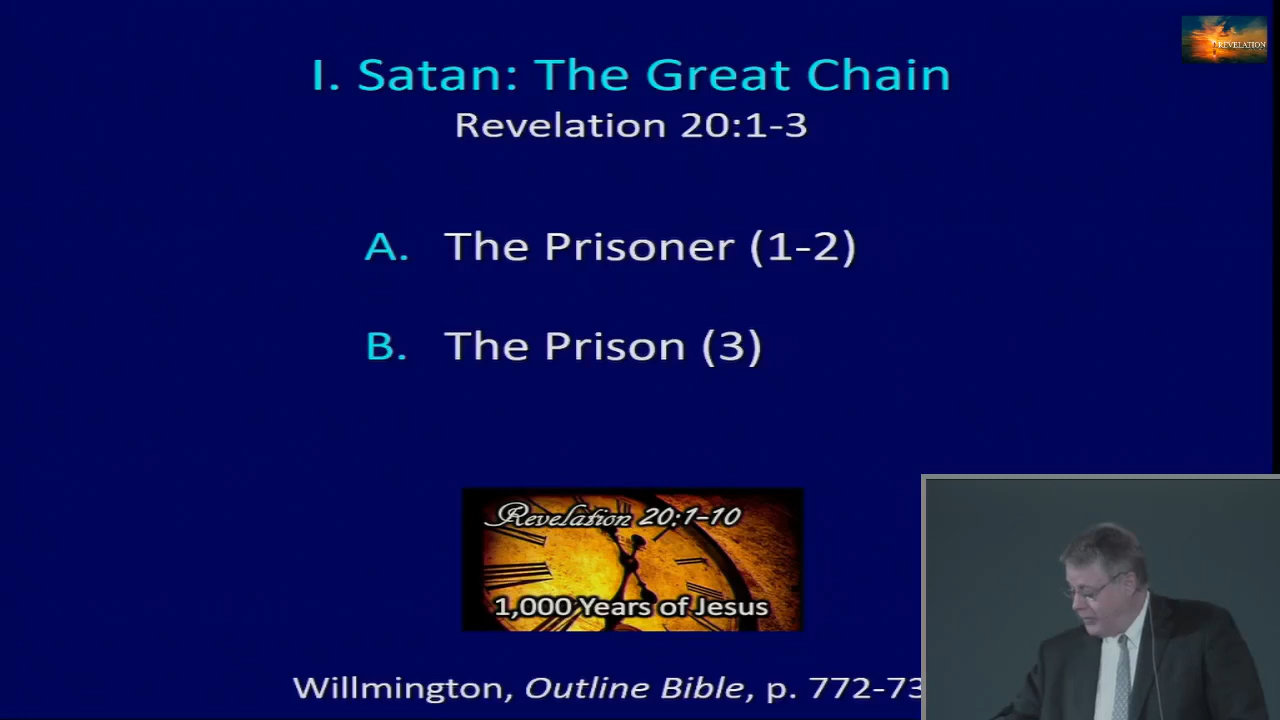 REVELATION
I. Satan: The Great Chain
Revelation 20:1-3
A. The Prisoner (1-2)
B. The Prison (3)
Revelation 20:1-10
1,000 Years of Jesus
Willmington, Outline Bible, p. 772-73